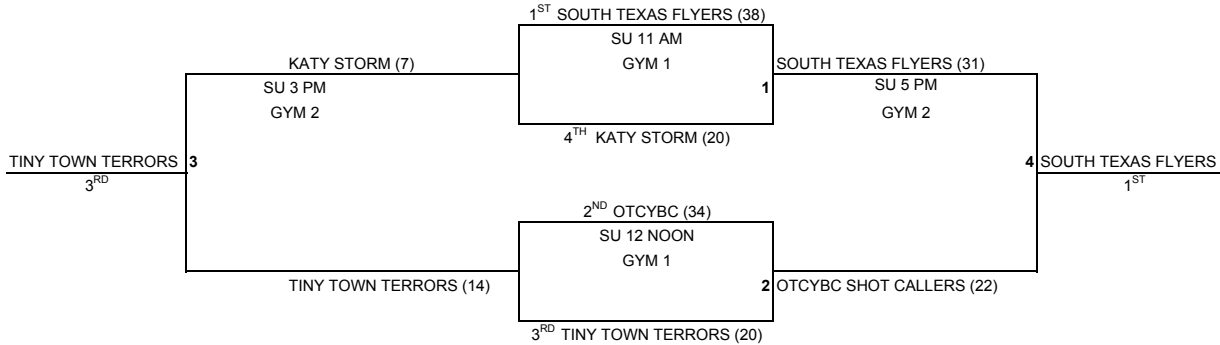 1ST SOUTH TEXAS FLYERS (38)
SU 11 AM
KATY STORM (7)
GYM 1
SOUTH TEXAS FLYERS (31)
SU 3 PM
1
SU 5 PM
GYM 2
GYM 2
4TH KATY STORM (20)
TINY TOWN TERRORS 3
4 SOUTH TEXAS FLYERS
3RD
1ST
2ND OTCYBC (34)
SU 12 NOON
GYM 1
TINY TOWN TERRORS (14)
2 OTCYBC SHOT CALLERS (22)
3RD TINY TOWN TERRORS (20)